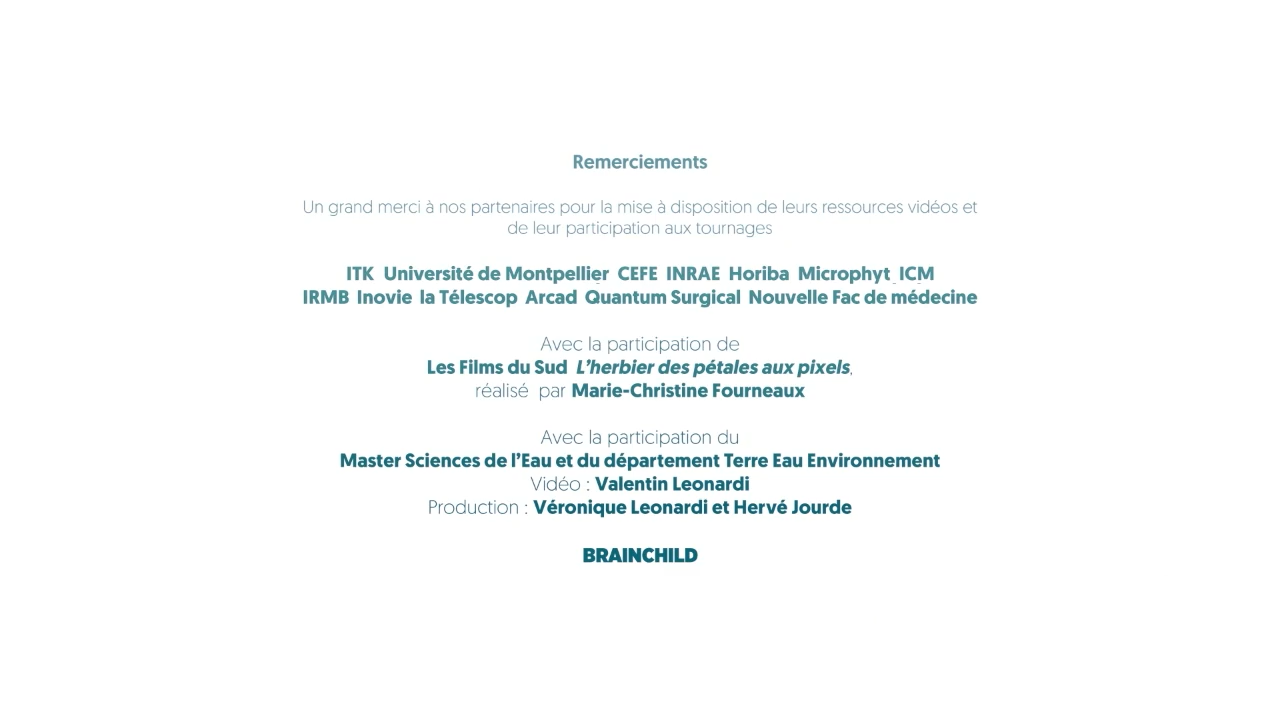 Remerciements
Un grand merci à nos partenaires pour la mise à disposition de leurs ressources vidéos et
de leur participation aux tournages
ITK Université de Montpellier CEFE INRAE Horiba Microphyt ICM
IRMB Inovie la Télescop Arcad Quantum Surgical Nouvelle Fac de médecine
Avec la participation de
Les Films du Sud L'herbier des pétales aux pixels,
réalisé par Marie-Christine Fourneaux
Avec la participation du
Master Sciences de l'Eau et du département Terre Eau Environnement
Vidéo : Valentin Leonardi
Production : Véronique Leonardi et Hervé Jourde
BRAINCHILD